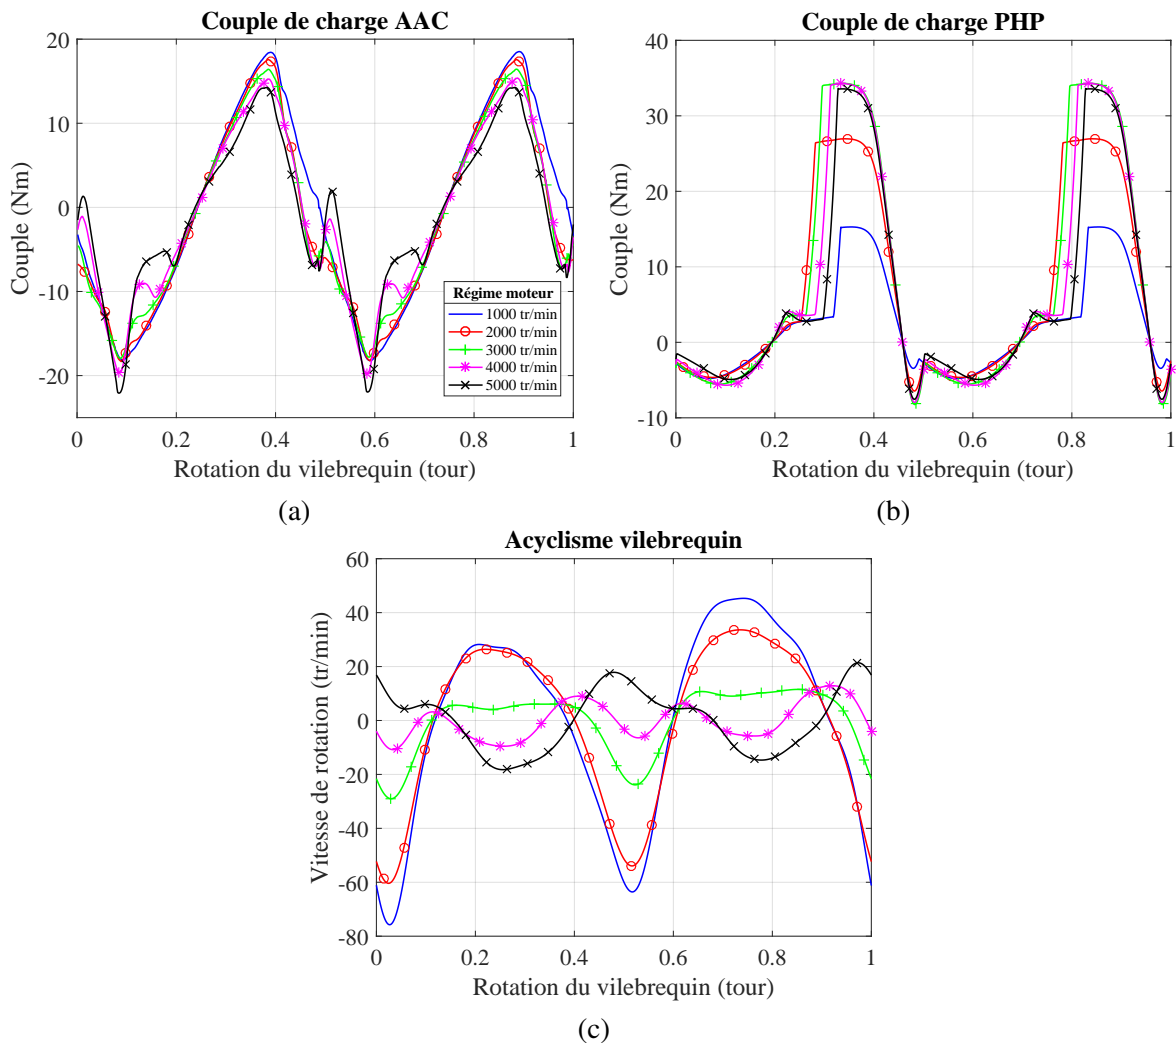 Couple de charge AAC
20
10
0
-10
-20
Couple (Nm)
Régime moteur
1000 tr/min
2000 tr/min
3000 tr/min
4000 tr/min
5000 tr/min
0 0.2 0.4 0.6 0.8 1
Rotation du vilebrequin (tour)
(a)
Couple de charge PHP
40
30
20
10
0
-10
Couple (Nm)
0 0.2 0.4 0.6 0.8 1
Rotation du vilebrequin (tour)
(b)
Acyclisme vilebrequin
60
40
20
0
-20
-40
-60
-80
Vitesse de rotation (tr/min)
0 0.2 0.4 0.6 0.8 1
Rotation du vilebrequin (tour)
(c)